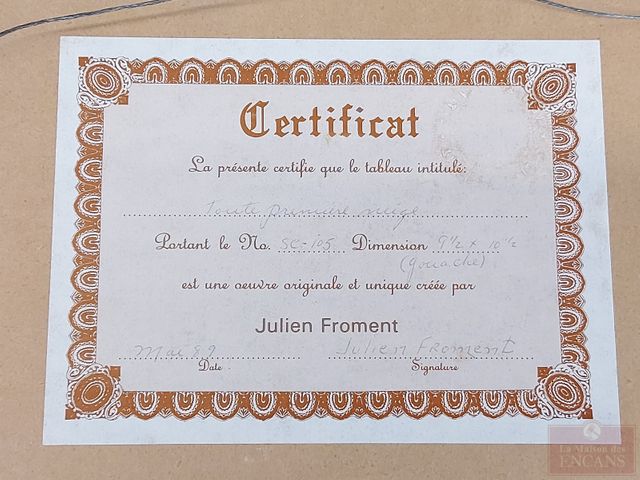 Certificat
La présente certifie que le tableau intitulé:
Toute première neige
Portant le No. SC-105 Dimension 9½ x 10½
(gouache)
est une oeuvre originale et unique créée par
Julien Froment
Mai 89 Julien Froment
Date Signature
La Maison des
ENCANS